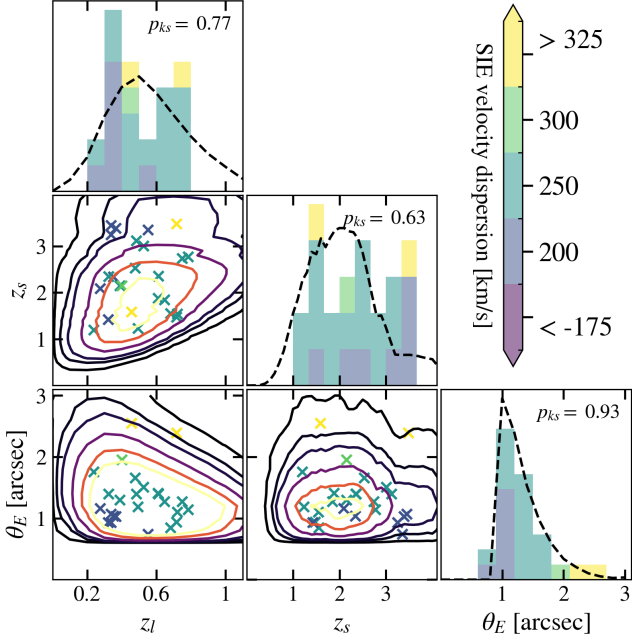 p_ks = 0.77
> 325
300
250
200
< -175
SIE velocity dispersion [km/s]
z_s
3
2
1
p_ks = 0.63
θ_E [arcsec]
3
2
1
p_ks = 0.93
0.2 0.6 1
1 2 3
1 2 3
z_l
z_s
θ_E [arcsec]